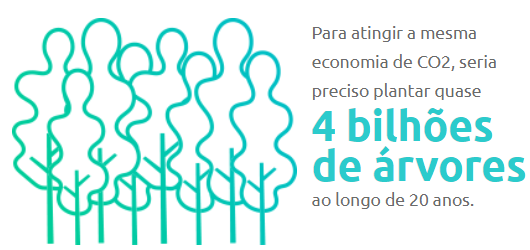 Para atingir a mesma
economia de CO2, seria
preciso plantar quase
4 bilhões
de árvores
ao longo de 20 anos.